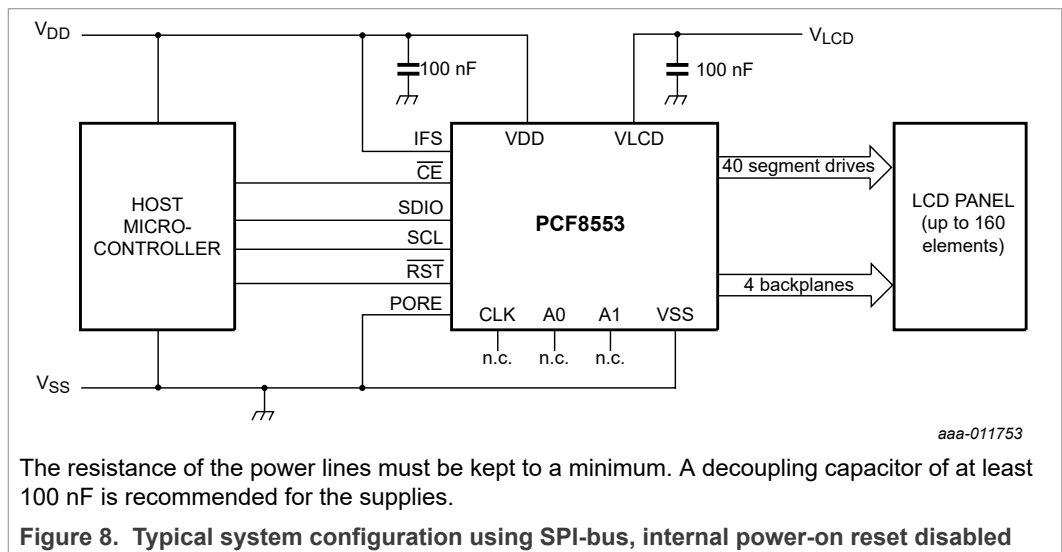 VDD
VLCD
100 nF
100 nF
IFS
VDD
VLCD
CE
40 segment drives
SDIO
HOST
MICRO-
CONTROLLER
PCF8553
LCD PANEL
(up to 160
elements)
SCL
RST
4 backplanes
PORE
CLK A0 A1 VSS
n.c. n.c. n.c.
VSS
aaa-011753
The resistance of the power lines must be kept to a minimum. A decoupling capacitor of at least
100 nF is recommended for the supplies.
Figure 8. Typical system configuration using SPI-bus, internal power-on reset disabled